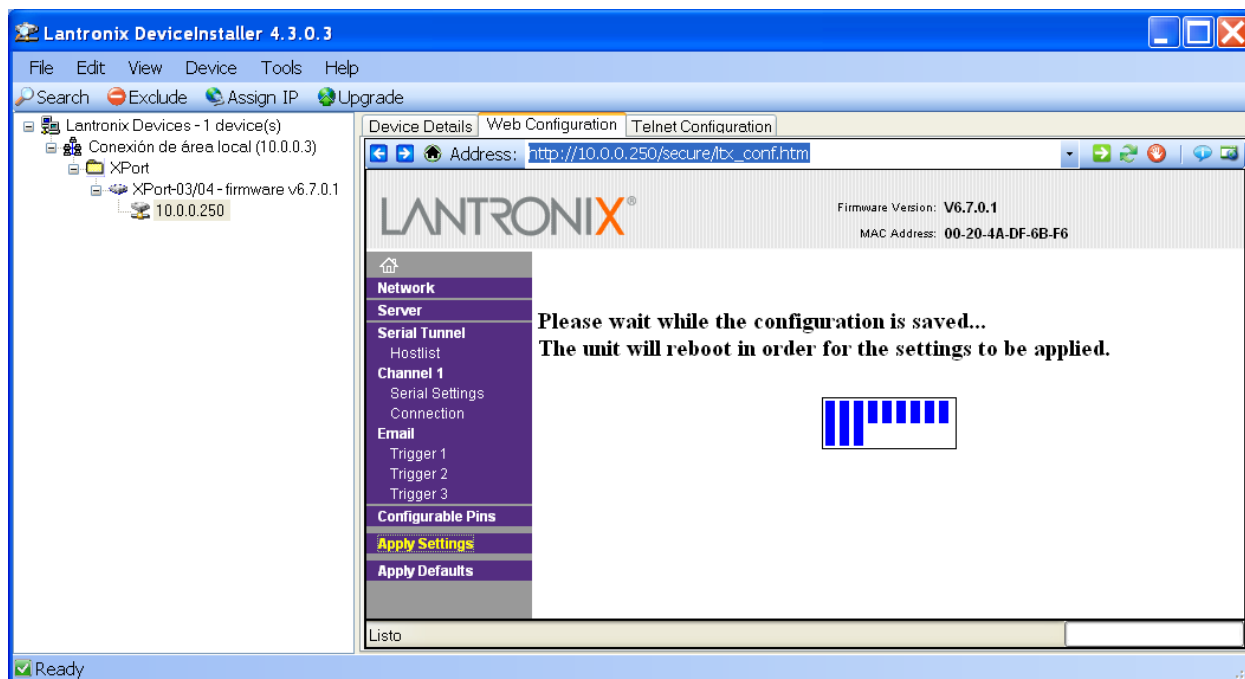 Lantronix DeviceInstaller 4.3.0.3
File Edit View Device Tools Help
Search Exclude Assign IP Upgrade
Lantronix Devices - 1 device(s)
Conexión de área local (10.0.0.3)
XPort
XPort-03/04 - firmware v6.7.0.1
10.0.0.250
Device Details Web Configuration Telnet Configuration
Address: http://10.0.0.250/secure/ltx_conf.htm
LANTRONIX®
Firmware Version: V6.7.0.1
MAC Address: 00-20-4A-DF-6B-F6
Network
Server
Serial Tunnel
Hostlist
Channel 1
Serial Settings
Connection
Email
Trigger 1
Trigger 2
Trigger 3
Configurable Pins
Apply Settings
Apply Defaults
Please wait while the configuration is saved...
The unit will reboot in order for the settings to be applied.
Listo
Ready